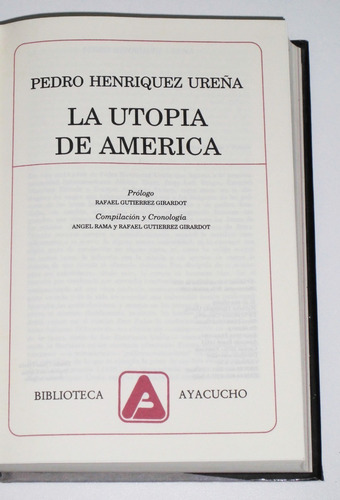 PEDRO HENRIQUEZ UREÑA
LA UTOPIA
DE AMERICA
Prólogo
RAFAEL GUTIERREZ GIRARDOT
Compilación y Cronología
ANGEL RAMA y RAFAEL GUTIERREZ GIRARDOT
BIBLIOTECA AYACUCHO